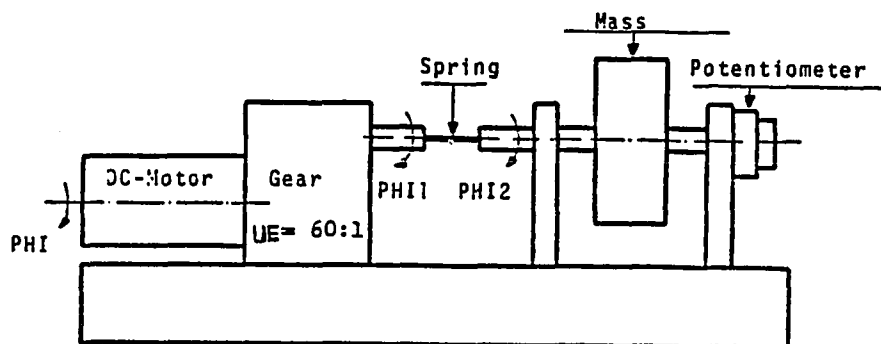 Mass
Spring
Potentiometer
DC-Motor
Gear
PHI1
PHI2
PHI
UE= 60:1